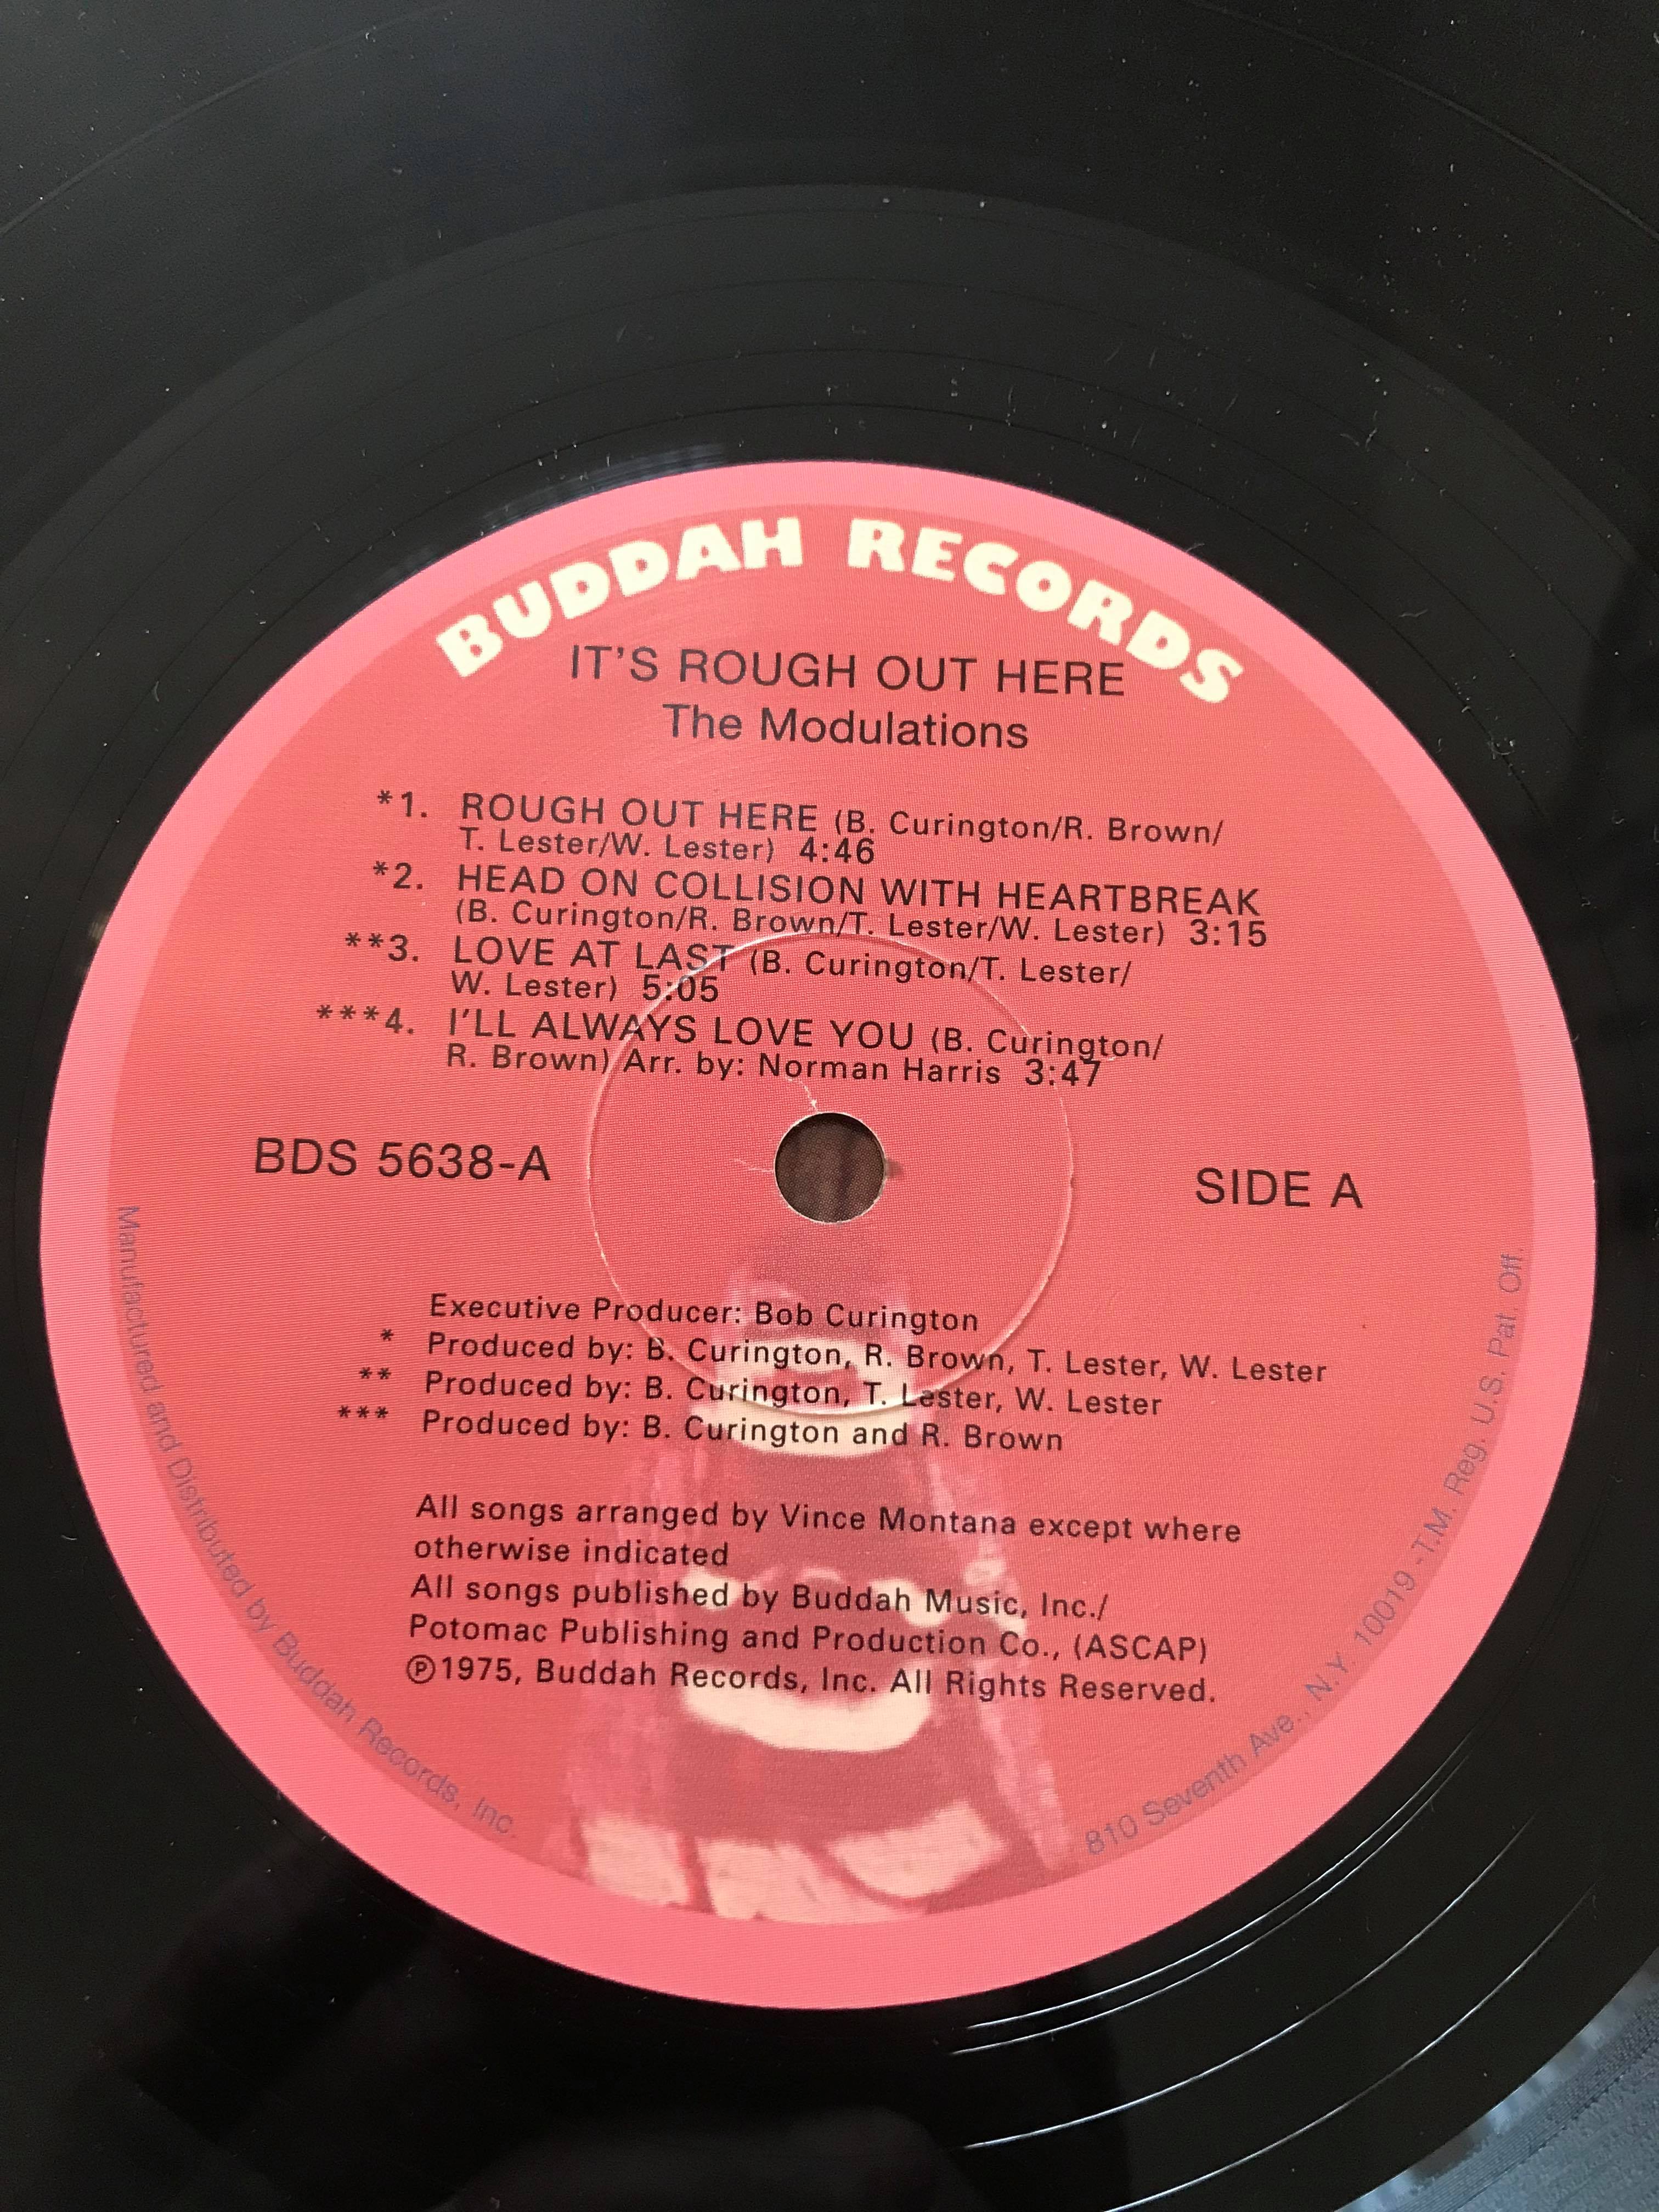 BUDDAH RECORDS
IT'S ROUGH OUT HERE
The Modulations
*1. ROUGH OUT HERE (B. Curington/R. Brown/
T. Lester/W. Lester) 4:46
*2. HEAD ON COLLISION WITH HEARTBREAK
(B. Curington/R. Brown/T. Lester/W. Lester) 3:15
**3. LOVE AT LAST (B. Curington/T. Lester/
W. Lester) 5:05
***4. I'LL ALWAYS LOVE YOU (B. Curington/
R. Brown) Arr. by: Norman Harris 3:47
BDS 5638-A
SIDE A
Executive Producer: Bob Curington
* Produced by: B. Curington, R. Brown, T. Lester, W. Lester
** Produced by: B. Curington, T. Lester, W. Lester
*** Produced by: B. Curington and R. Brown
All songs arranged by Vince Montana except where
otherwise indicated
All songs published by Buddah Music, Inc./
Potomac Publishing and Production Co., (ASCAP)
℗1975, Buddah Records, Inc. All Rights Reserved.
Manufactured and Distributed by Buddah Records, Inc.
810 Seventh Ave., N.Y. 10019 -T.M. Reg. U.S. Pat. Off.